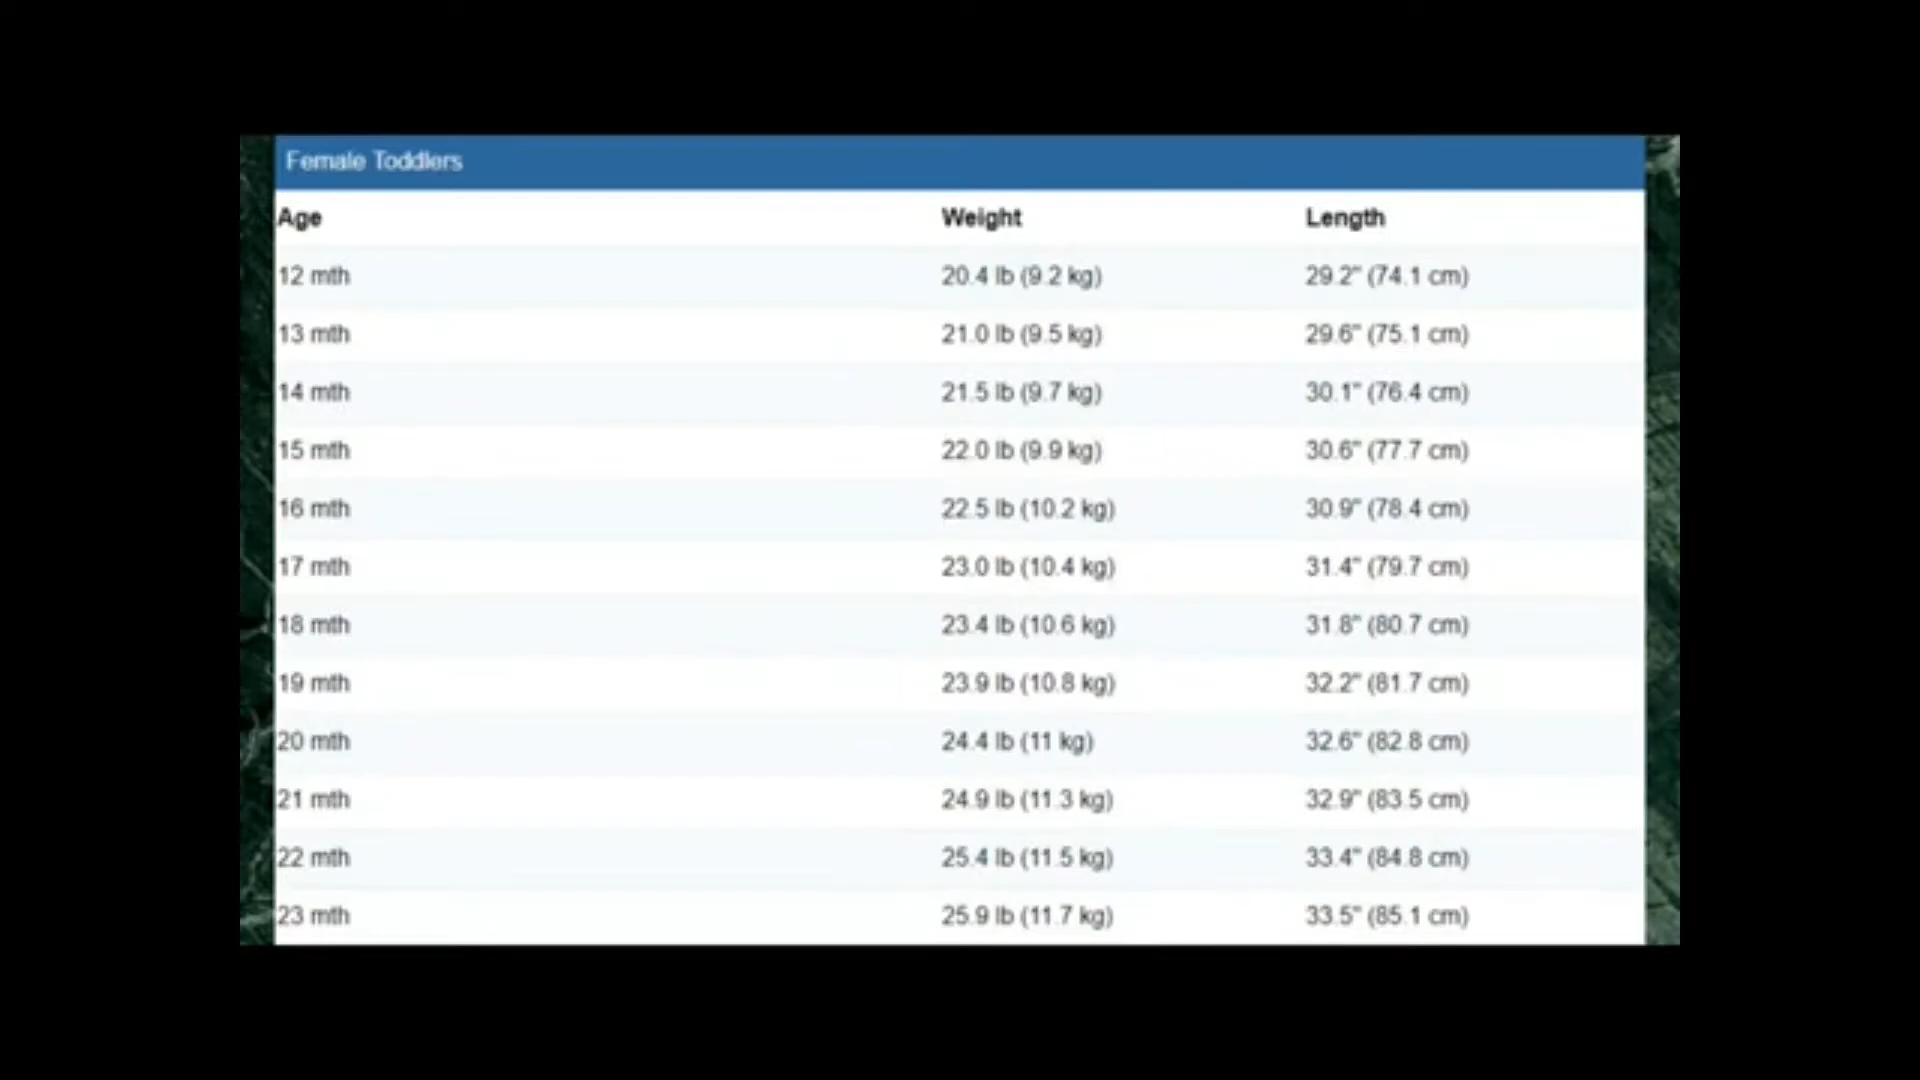 Female Toddlers
Age Weight Length
12 mth 20.4 lb (9.2 kg) 29.2" (74.1 cm)
13 mth 21.0 lb (9.5 kg) 29.6" (75.1 cm)
14 mth 21.5 lb (9.7 kg) 30.1" (76.4 cm)
15 mth 22.0 lb (9.9 kg) 30.6" (77.7 cm)
16 mth 22.5 lb (10.2 kg) 30.9" (78.4 cm)
17 mth 23.0 lb (10.4 kg) 31.4" (79.7 cm)
18 mth 23.4 lb (10.6 kg) 31.8" (80.7 cm)
19 mth 23.9 lb (10.8 kg) 32.2" (81.7 cm)
20 mth 24.4 lb (11 kg) 32.6" (82.8 cm)
21 mth 24.9 lb (11.3 kg) 32.9" (83.5 cm)
22 mth 25.4 lb (11.5 kg) 33.4" (84.8 cm)
23 mth 25.9 lb (11.7 kg) 33.5" (85.1 cm)